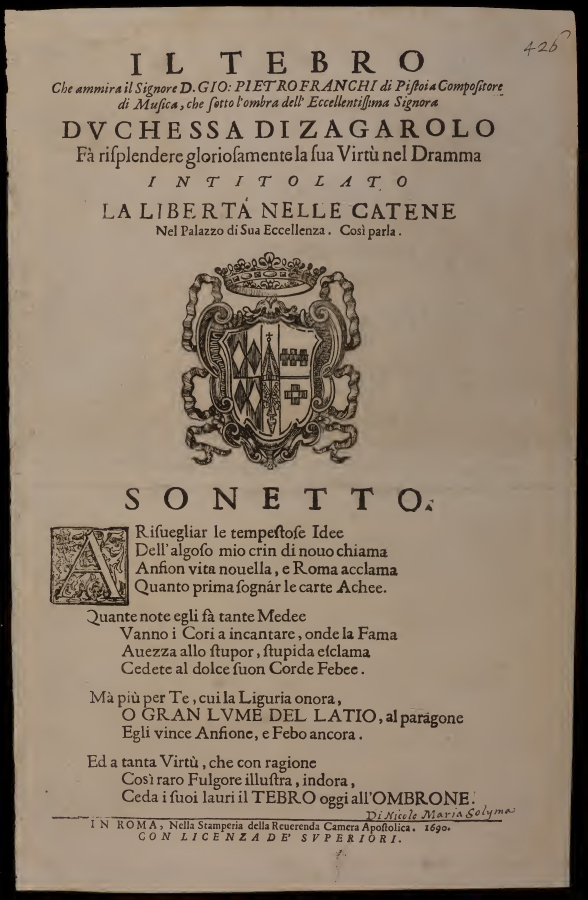 426
IL TEBRO
Che ammira il Signore D. GIO: PIETRO FRANCHI di Piſtoia Compoſitore
di Muſica, che ſotto l'ombra dell' Eccellentiſſima Signora
DVCHESSA DI ZAGAROLO
Fà riſplendere glorioſamente la ſua Virtù nel Dramma
INTITOLATO
LA LIBERTÁ NELLE CATENE
Nel Palazzo di Sua Eccellenza. Così parla.
SONETTO.
A Riſuegliar le tempeſtoſe Idee
Dell'algoſo mio crin di nouo chiama
Anfion vita nouella, e Roma acclama
Quanto prima ſognár le carte Achee.
Quante note egli fà tante Medee
Vanno i Cori a incantare, onde la Fama
Auezza allo ſtupor, ſtupida eſclama
Cedete al dolce ſuon Corde Febee.
Mà più per Te, cui la Liguria onora,
O GRAN LVME DEL LATIO, al paragone
Egli vince Anfione, e Febo ancora.
Ed a tanta Virtù, che con ragione
Così raro Fulgore illuſtra, indora,
Ceda i ſuoi lauri il TEBRO oggi all'OMBRONE.
Di Nicolo Maria Solyma
IN ROMA, Nella Stamperia della Reuerenda Camera Apoſtolica. 1690.
CON LICENZA DE' SVPERIORI.